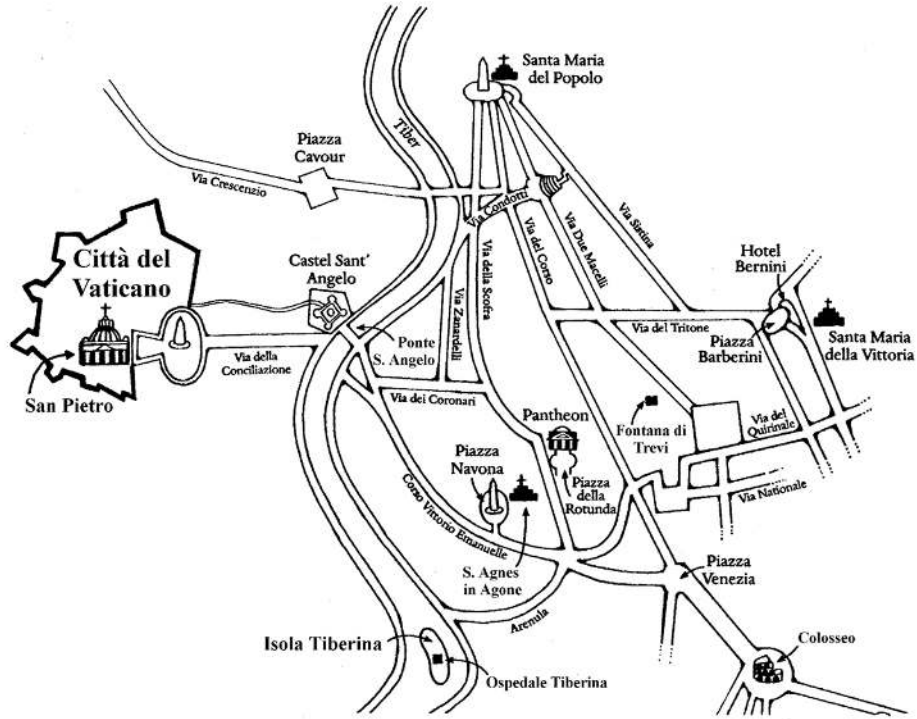 Santa Maria
del Popolo
Tiber
Piazza
Cavour
Via Crescenzio
Via Condotti
Città del
Vaticano
Castel Sant'
Angelo
Via della Scofra
Via del Corso
Via Due Macelli
Via Sistina
Hotel
Bernini
Via Zanardelli
Ponte
S. Angelo
Via della
Conciliazione
Via del Tritone
Piazza
Barberini
Santa Maria
della Vittoria
San Pietro
Via dei Coronari
Pantheon
Fontana di
Trevi
Via del
Quirinale
Piazza
Navona
Piazza
della
Rotunda
Via Nationale
Corso Vittorio Emanuelle
S. Agnes
in Agone
Piazza
Venezia
Arenula
Isola Tiberina
Colosseo
Ospedale Tiberina